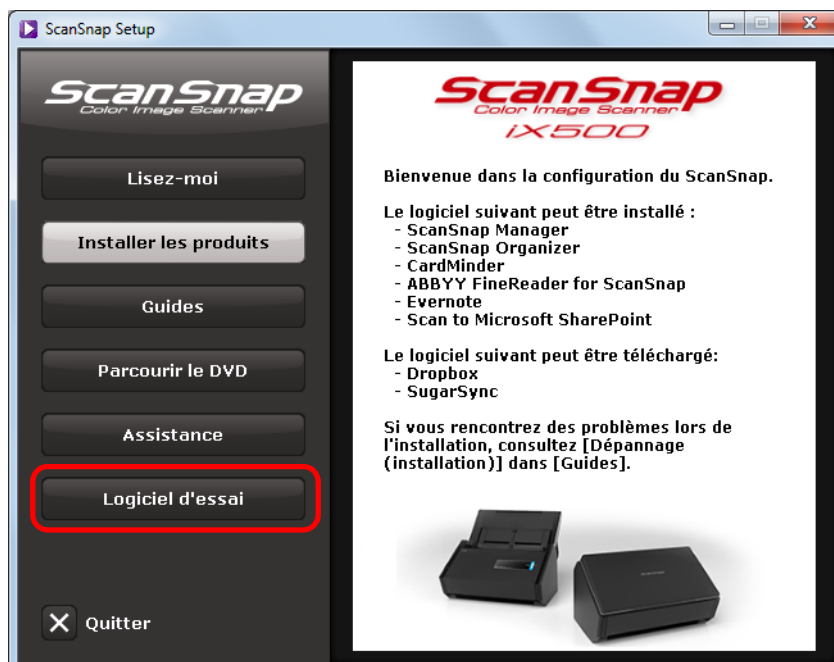 ScanSnap Setup
ScanSnap
Color Image Scanner
Lisez-moi
Installer les produits
Guides
Parcourir le DVD
Assistance
Logiciel d'essai
Quitter
ScanSnap
Color Image Scanner
iX500
Bienvenue dans la configuration du ScanSnap.
Le logiciel suivant peut être installé :
- ScanSnap Manager
- ScanSnap Organizer
- CardMinder
- ABBYY FineReader for ScanSnap
- Evernote
- Scan to Microsoft SharePoint
Le logiciel suivant peut être téléchargé:
- Dropbox
- SugarSync
Si vous rencontrez des problèmes lors de
l'installation, consultez [Dépannage
(installation)] dans [Guides].